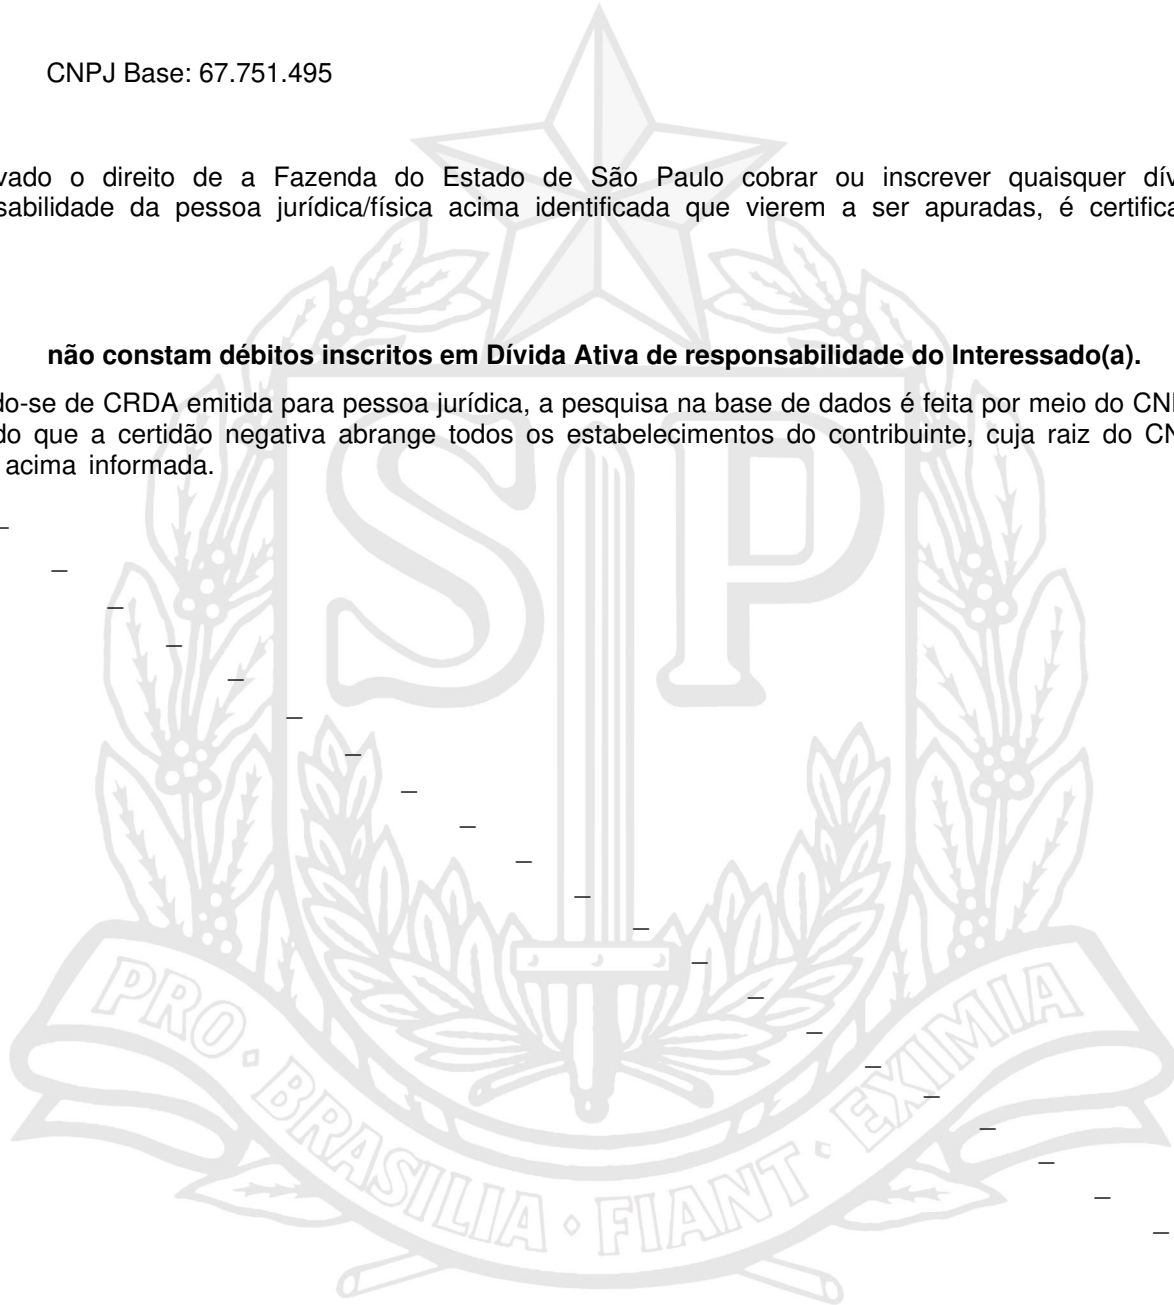 CNPJ Base: 67.751.495
vado o direito de a Fazenda do Estado de São Paulo cobrar ou inscrever quaisquer dív
sabilidade da pessoa jurídica/física acima identificada que vierem a ser apuradas, é certifica
não constam débitos inscritos em Dívida Ativa de responsabilidade do Interessado(a).
do-se de CRDA emitida para pessoa jurídica, a pesquisa na base de dados é feita por meio do CN
do que a certidão negativa abrange todos os estabelecimentos do contribuinte, cuja raiz do CN
acima informada.
SP
PRO • BRASILIA • FIANT • EXIMIA